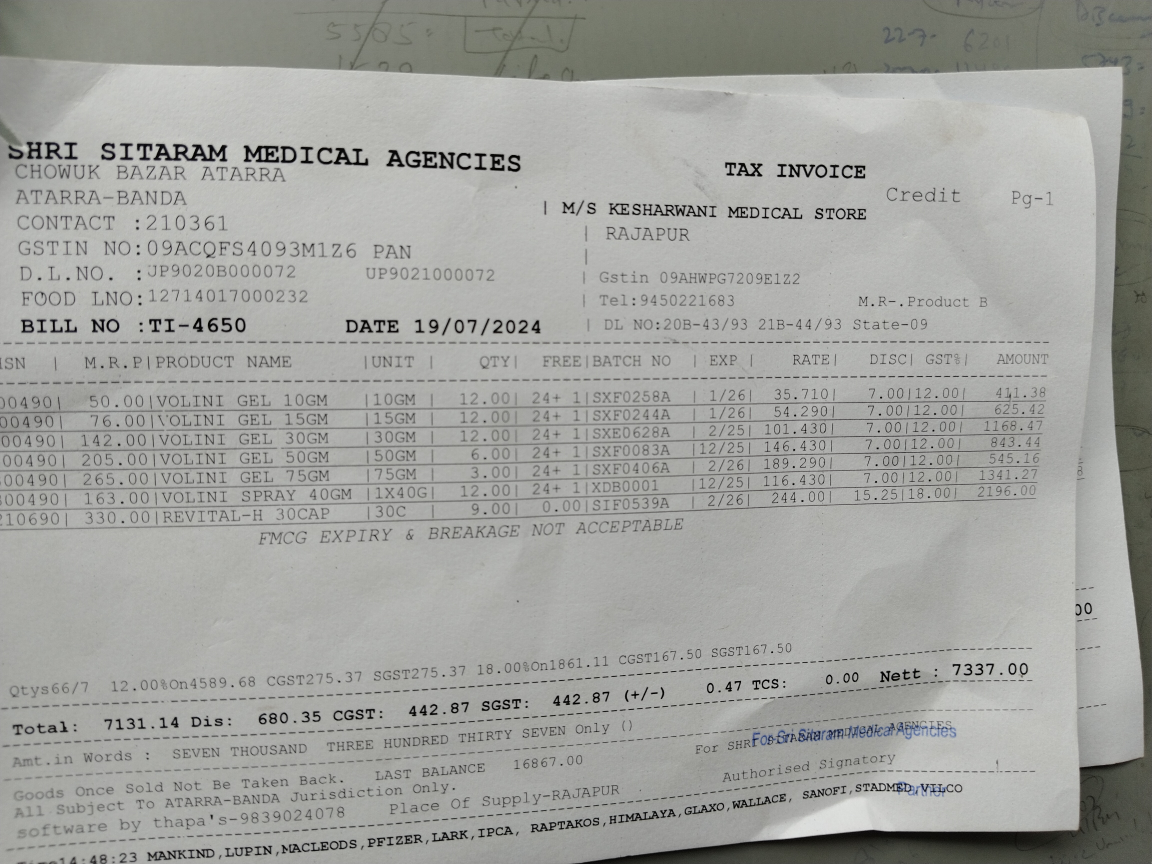 5585
22-7- 6201
SHRI SITARAM MEDICAL AGENCIES
CHOWUK BAZAR ATARRA
ATARRA-BANDA
CONTACT :210361
GSTIN NO:09ACQFS4093M1Z6 PAN
D.L.NO. :UP9020B000072 UP9021000072
FOOD LNO:12714017000232
BILL NO :TI-4650 DATE 19/07/2024
TAX INVOICE
Credit Pg-1
| M/S KESHARWANI MEDICAL STORE
| RAJAPUR
|
| Gstin 09AHWPG7209E1Z2
| Tel:9450221683 M.R-.Product B
| DL NO:20B-43/93 21B-44/93 State-09
HSN | M.R.P|PRODUCT NAME |UNIT | QTY| FREE|BATCH NO | EXP | RATE| DISC| GST%| AMOUNT
00490| 50.00|VOLINI GEL 10GM |10GM | 12.00| 24+ 1|SXF0258A | 1/26| 35.710| 7.00|12.00| 411.38
00490| 76.00|VOLINI GEL 15GM |15GM | 12.00| 24+ 1|SXF0244A | 1/26| 54.290| 7.00|12.00| 625.42
00490| 142.00|VOLINI GEL 30GM |30GM | 12.00| 24+ 1|SXE0628A | 2/25| 101.430| 7.00|12.00| 1168.47
00490| 205.00|VOLINI GEL 50GM |50GM | 6.00| 24+ 1|SXF0083A |12/25| 146.430| 7.00|12.00| 843.44
00490| 265.00|VOLINI GEL 75GM |75GM | 3.00| 24+ 1|SXF0406A | 2/26| 189.290| 7.00|12.00| 545.16
00490| 163.00|VOLINI SPRAY 40GM |1X40G| 12.00| 24+ 1|XDB0001 |12/25| 116.430| 7.00|12.00| 1341.27
210690| 330.00|REVITAL-H 30CAP |30C | 9.00| 0.00|SIF0539A | 2/26| 244.00| 15.25|18.00| 2196.00
FMCG EXPIRY & BREAKAGE NOT ACCEPTABLE
Qtys66/7 12.00%On4589.68 CGST275.37 SGST275.37 18.00%On1861.11 CGST167.50 SGST167.50
Total: 7131.14 Dis: 680.35 CGST: 442.87 SGST: 442.87 (+/-) 0.47 TCS: 0.00 Nett : 7337.00
Amt.in Words : SEVEN THOUSAND THREE HUNDRED THIRTY SEVEN Only ()
Goods Once Sold Not Be Taken Back. LAST BALANCE 16867.00
For SHRI SITARAM MEDICAL AGENCIES
For Sri Sitaram Medical Agencies
All Subject To ATARRA-BANDA Jurisdiction Only.
Authorised Signatory
software by thapa's-9839024078 Place Of Supply-RAJAPUR
Partner
Time14:48:23 MANKIND,LUPIN,MACLEODS,PFIZER,LARK,IPCA, RAPTAKOS,HIMALAYA,GLAXO,WALLACE, SANOFI,STADMED,VILCO
00